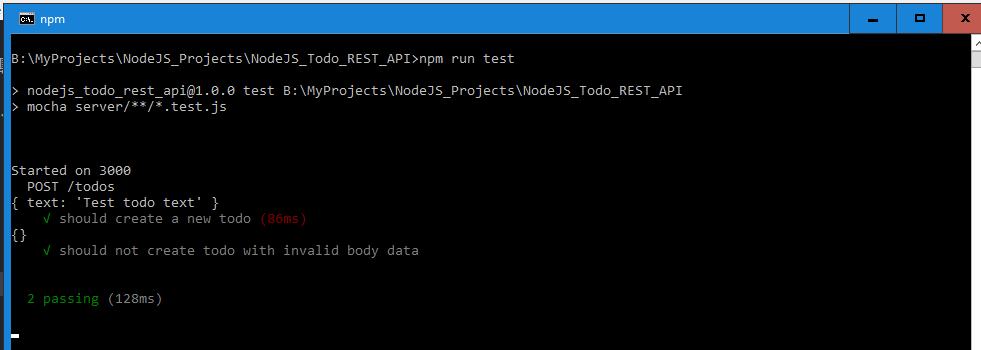 npm
B:\MyProjects\NodeJS_Projects\NodeJS_Todo_REST_API>npm run test
> nodejs_todo_rest_api@1.0.0 test B:\MyProjects\NodeJS_Projects\NodeJS_Todo_REST_API
> mocha server/**/*.test.js
Started on 3000
POST /todos
{ text: 'Test todo text' }
√ should create a new todo (86ms)
{}
√ should not create todo with invalid body data
2 passing (128ms)